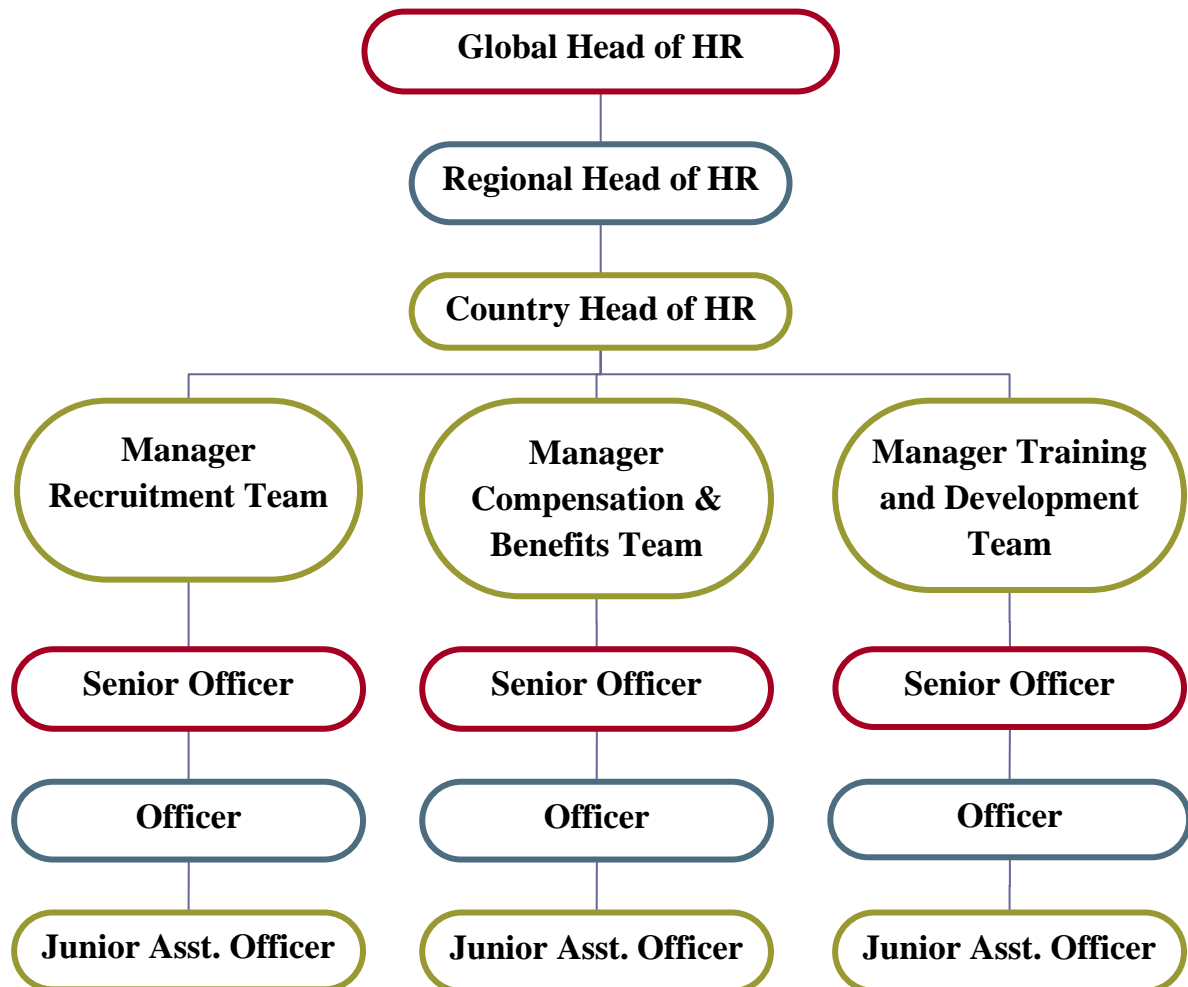 Global Head of HR
Regional Head of HR
Country Head of HR
Manager
Recruitment Team
Manager
Compensation &
Benefits Team
Manager Training
and Development
Team
Senior Officer
Senior Officer
Senior Officer
Officer
Officer
Officer
Junior Asst. Officer
Junior Asst. Officer
Junior Asst. Officer